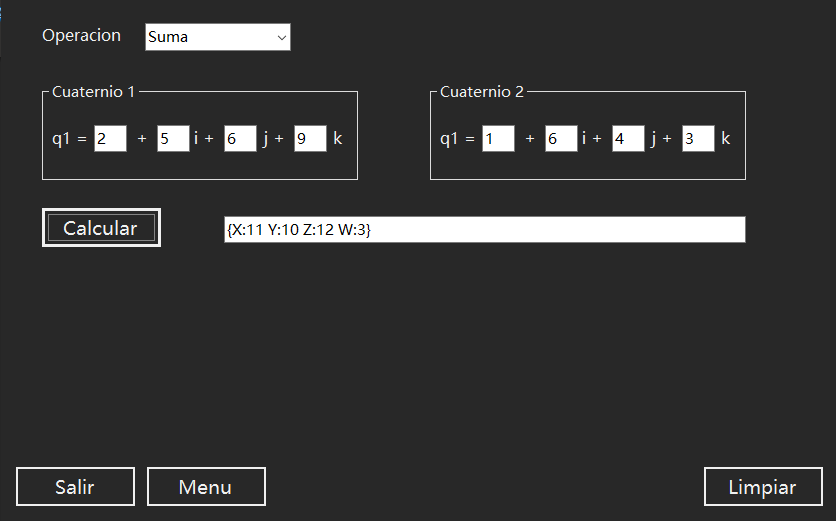 Operacion Suma
Cuaternio 1 Cuaternio 2
q1 = 2 + 5 i + 6 j + 9 k q1 = 1 + 6 i + 4 j + 3 k
Calcular {X:11 Y:10 Z:12 W:3}
Salir Menu Limpiar